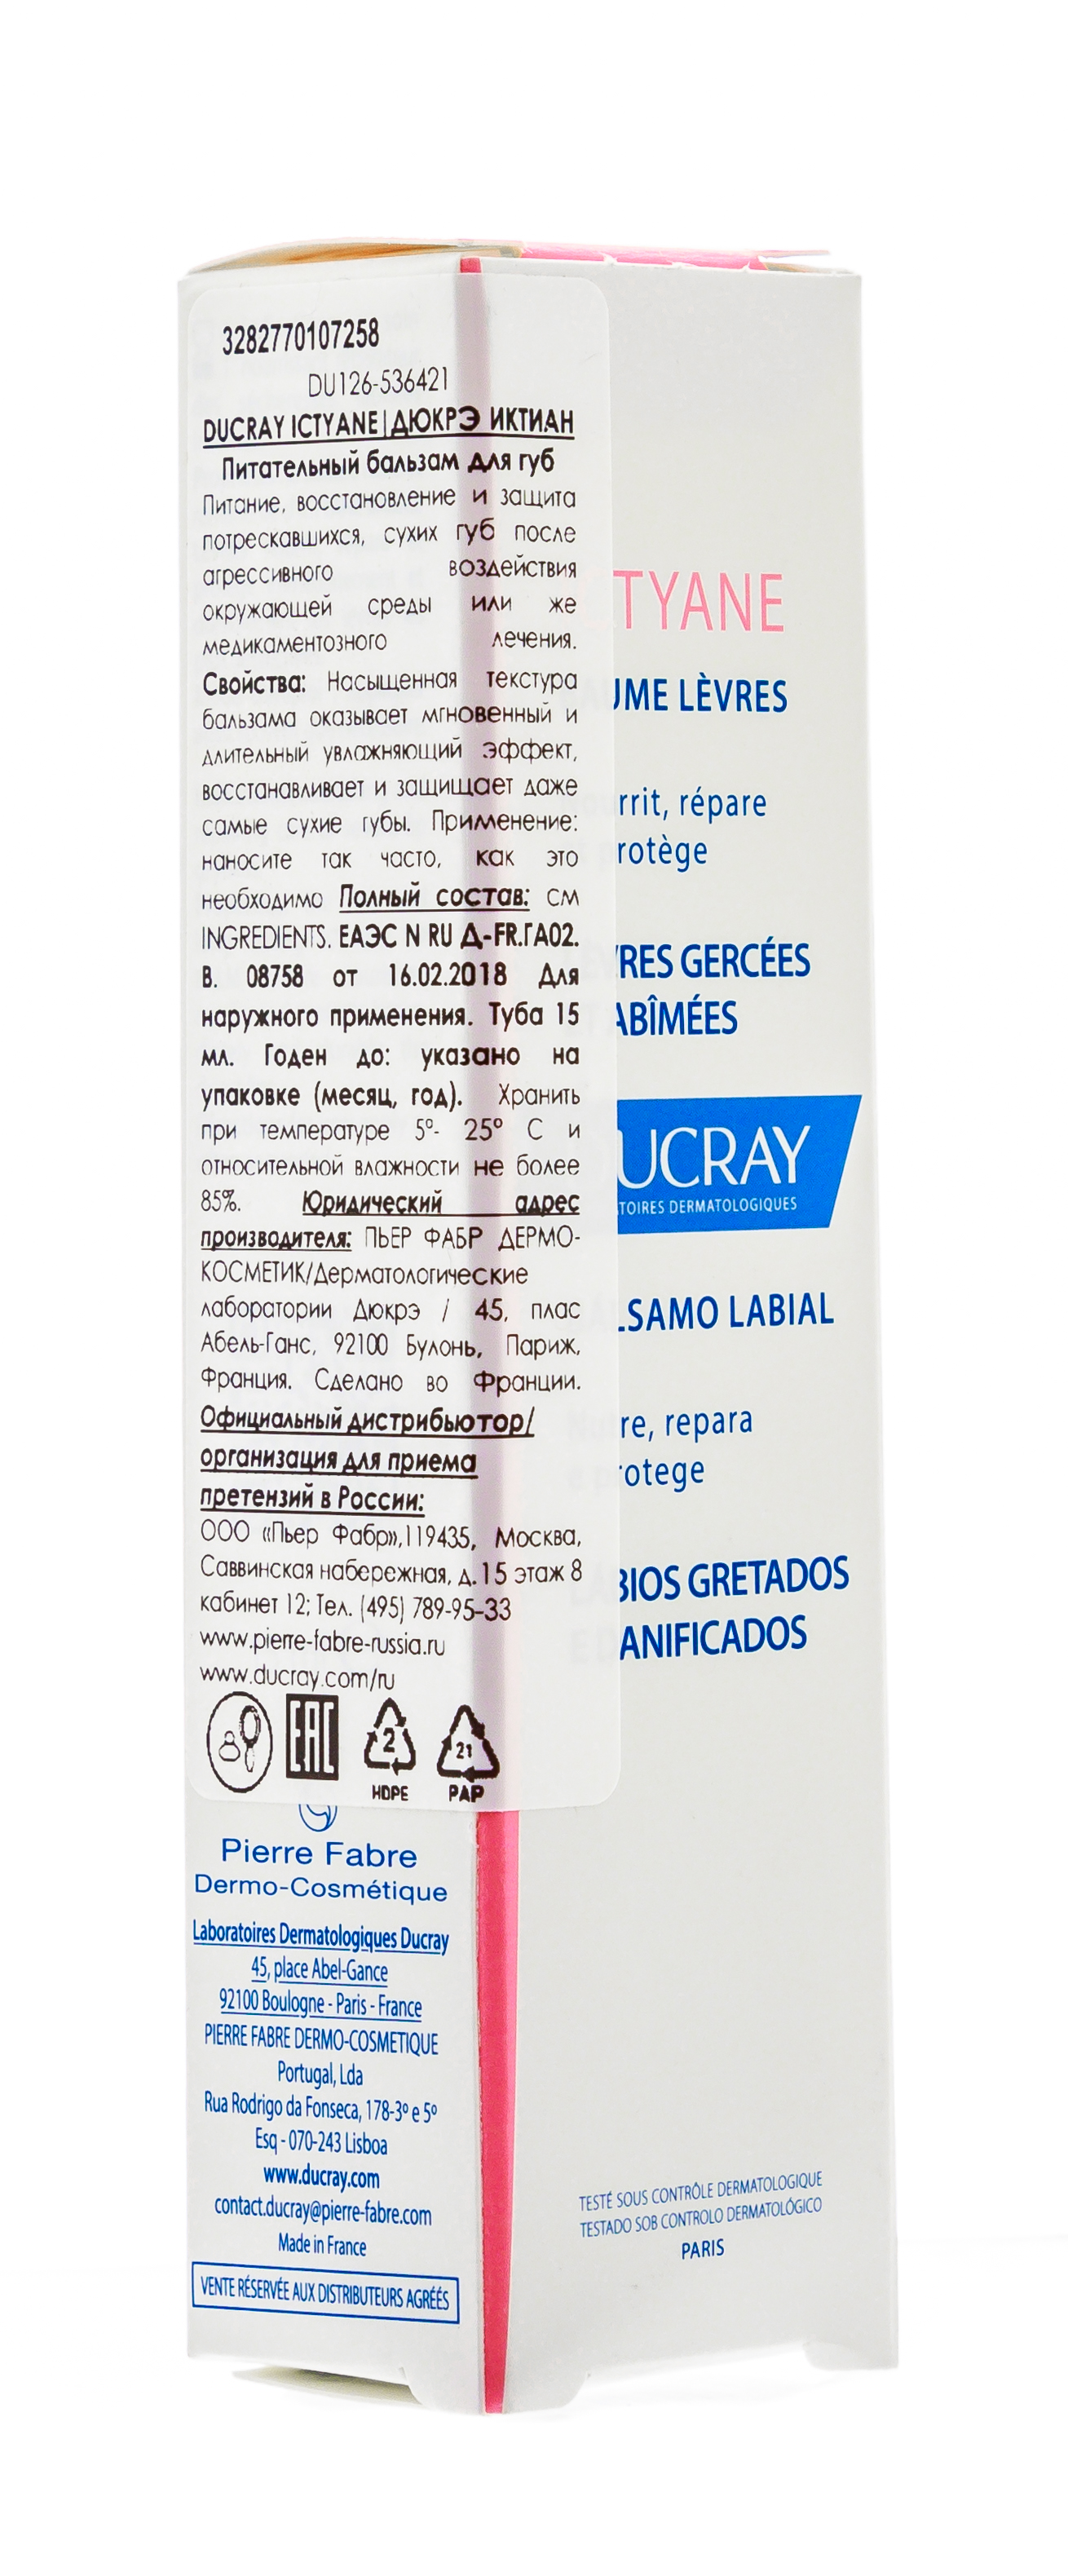 3282770107258
DU126-536421
DUCRAY ICTYANE|ДЮКРЭ ИКТИАН
Питательный бальзам для губ
Питание, восстановление и защита
потрескавшихся, сухих губ после
агрессивного воздействия
окружающей среды или же
медикаментозного лечения.
Свойства: Насыщенная текстура
бальзама оказывает мгновенный и
длительный увлажняющий эффект,
восстанавливает и защищает даже
самые сухие губы. Применение:
наносите так часто, как это
необходимо Полный состав: см
INGREDIENTS. ЕАЭС N RU Д-FR.ГА02.
В. 08758 от 16.02.2018 Для
наружного применения. Туба 15
мл. Годен до: указано на
упаковке (месяц, год). Хранить
при температуре 5º- 25º С и
относительной влажности не более
85%. Юридический адрес
производителя: ПЬЕР ФАБР ДЕРМО-
КОСМЕТИК/Дерматологические
лаборатории Дюкрэ / 45, плас
Абель-Ганс, 92100 Булонь, Париж,
Франция. Сделано во Франции.
Официальный дистрибьютор/
организация для приема
претензий в России:
ООО «Пьер Фабр»,119435, Москва,
Саввинская набережная, д.15 этаж 8
кабинет 12; Тел. (495) 789-95-33
www.pierre-fabre-russia.ru
www.ducray.com/ru
EAC
2
HDPE
21
PAP
Pierre Fabre
Dermo-Cosmétique
Laboratoires Dermatologiques Ducray
45, place Abel-Gance
92100 Boulogne - Paris - France
PIERRE FABRE DERMO-COSMETIQUE
Portugal, Lda
Rua Rodrigo da Fonseca, 178-3º e 5º
Esq - 070-243 Lisboa
www.ducray.com
contact.ducray@pierre-fabre.com
Made in France
VENTE RÉSERVÉE AUX DISTRIBUTEURS AGRÉÉS
TYANE
UME LÈVRES
urrit, répare
protège
VRES GERCÉES
ABÎMÉES
UCRAY
TOIRES DERMATOLOGIQUES
LSAMO LABIAL
Nutre, repara
e protege
LABIOS GRETADOS
E DANIFICADOS
TESTÉ SOUS CONTRÔLE DERMATOLOGIQUE
TESTADO SOB CONTROLO DERMATOLÓGICO
PARIS